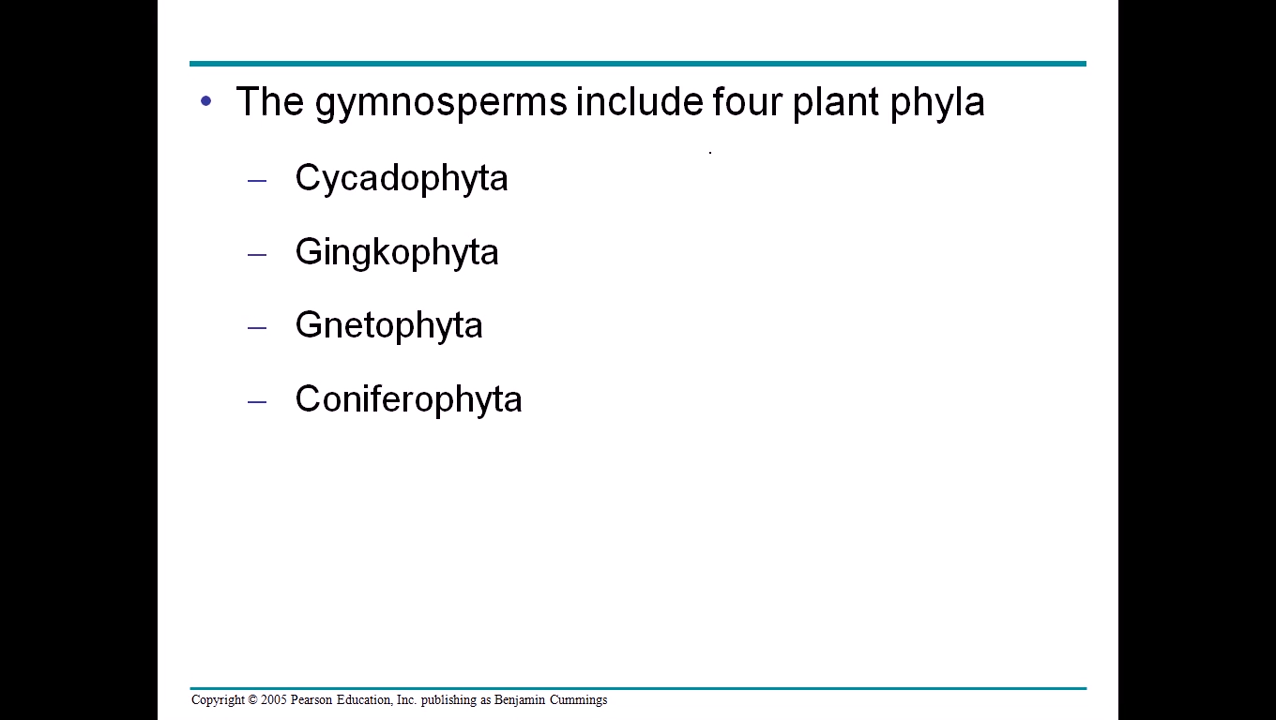 • The gymnosperms include four plant phyla
– Cycadophyta
– Gingkophyta
– Gnetophyta
– Coniferophyta
Copyright © 2005 Pearson Education, Inc. publishing as Benjamin Cummings